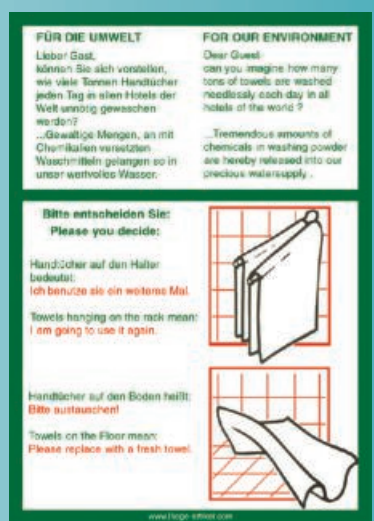 FÜR DIE UMWELT
Lieber Gast,
können Sie sich vorstellen,
wie viele Tonnen Handtücher
jeden Tag in allen Hotels der
Welt unnötig gewaschen
werden?
...Gewaltige Mengen, an mit
Chemikalien versetzten
Waschmitteln gelangen so in
unser wertvolles Wasser.
FOR OUR ENVIRONMENT
Dear Guest
can you imagine how many
tons of towels are washed
needlessly each day in all
hotels of the world ?
...Tremendous amounts of
chemicals in washing powder
are hereby released into our
precious watersupply .
Bitte entscheiden Sie:
Please you decide:
Handtücher auf den Halter
bedeutet:
Ich benutze sie ein weiteres Mal.
Towels hanging on the rack mean:
I am going to use it again.
Handtücher auf den Boden heißt:
Bitte austauschen!
Towels on the Floor mean:
Please replace with a fresh towel.